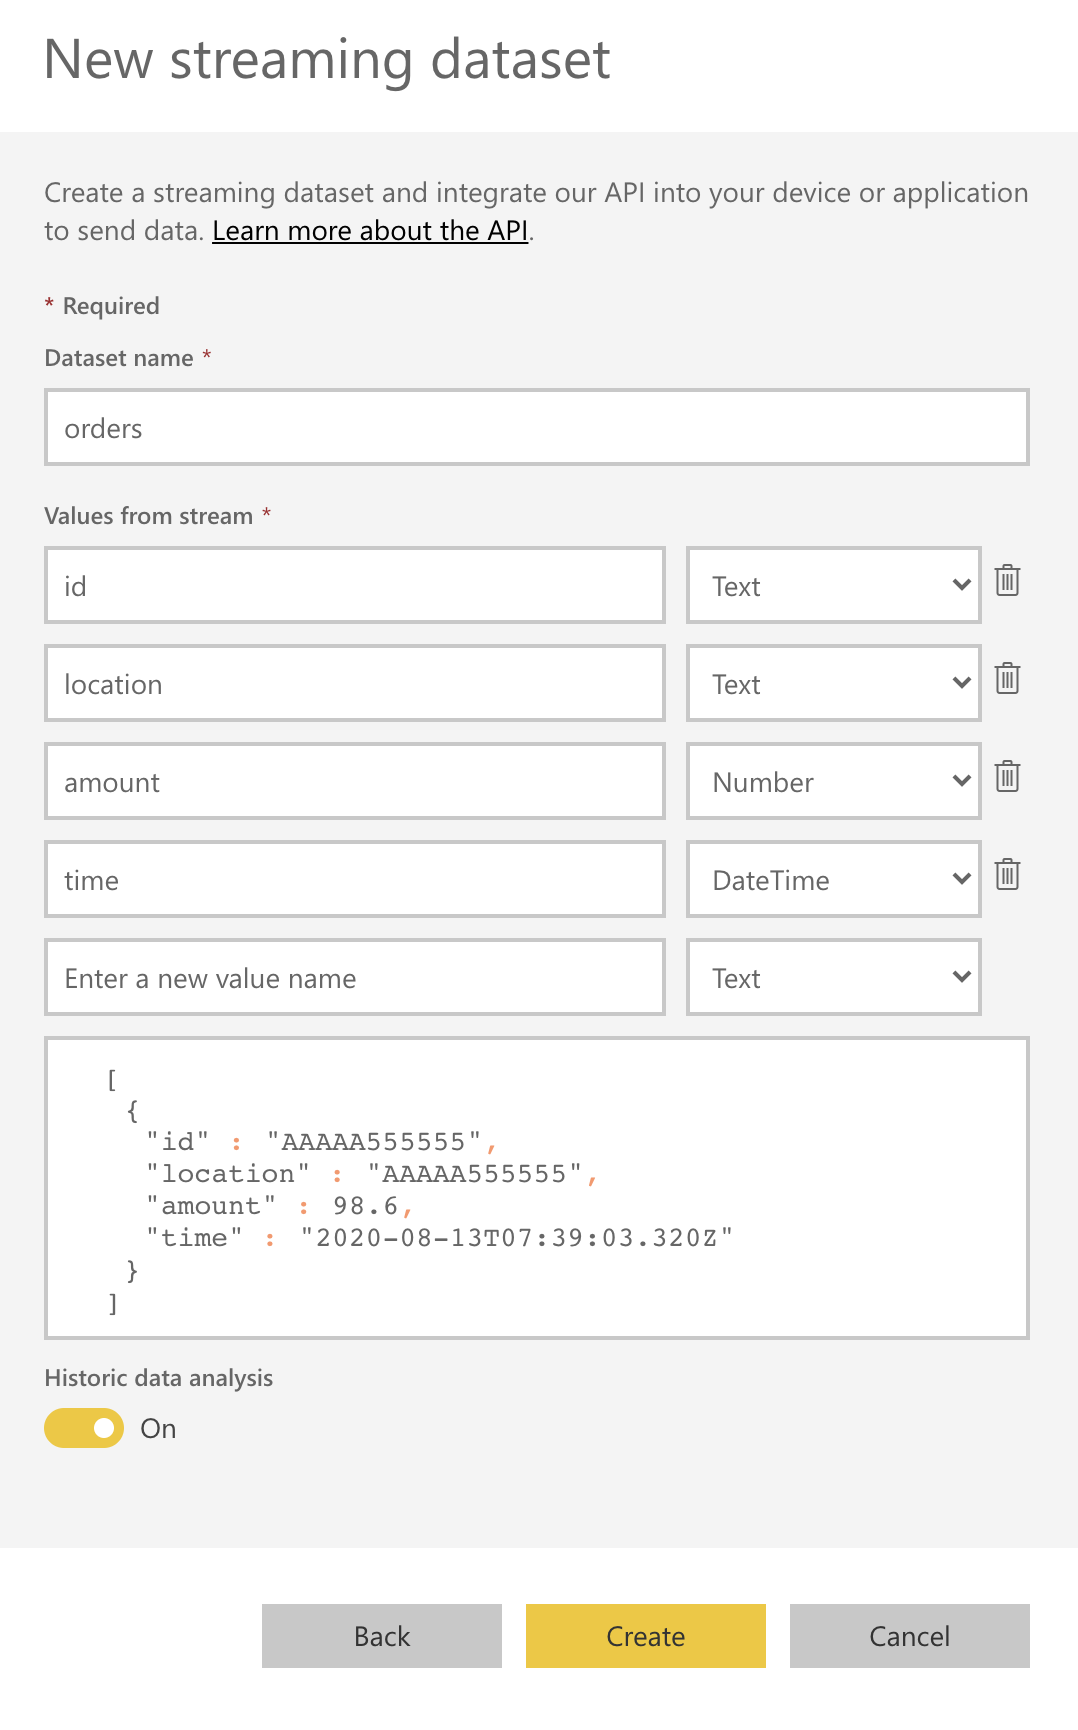 New streaming dataset
Create a streaming dataset and integrate our API into your device or application
to send data. Learn more about the API.
* Required
Dataset name *
orders
Values from stream *
id Text
location Text
amount Number
time DateTime
Enter a new value name Text
[
{
"id" : "AAAAA555555",
"location" : "AAAAA555555",
"amount" : 98.6,
"time" : "2020-08-13T07:39:03.320Z"
}
]
Historic data analysis
On
Back Create Cancel